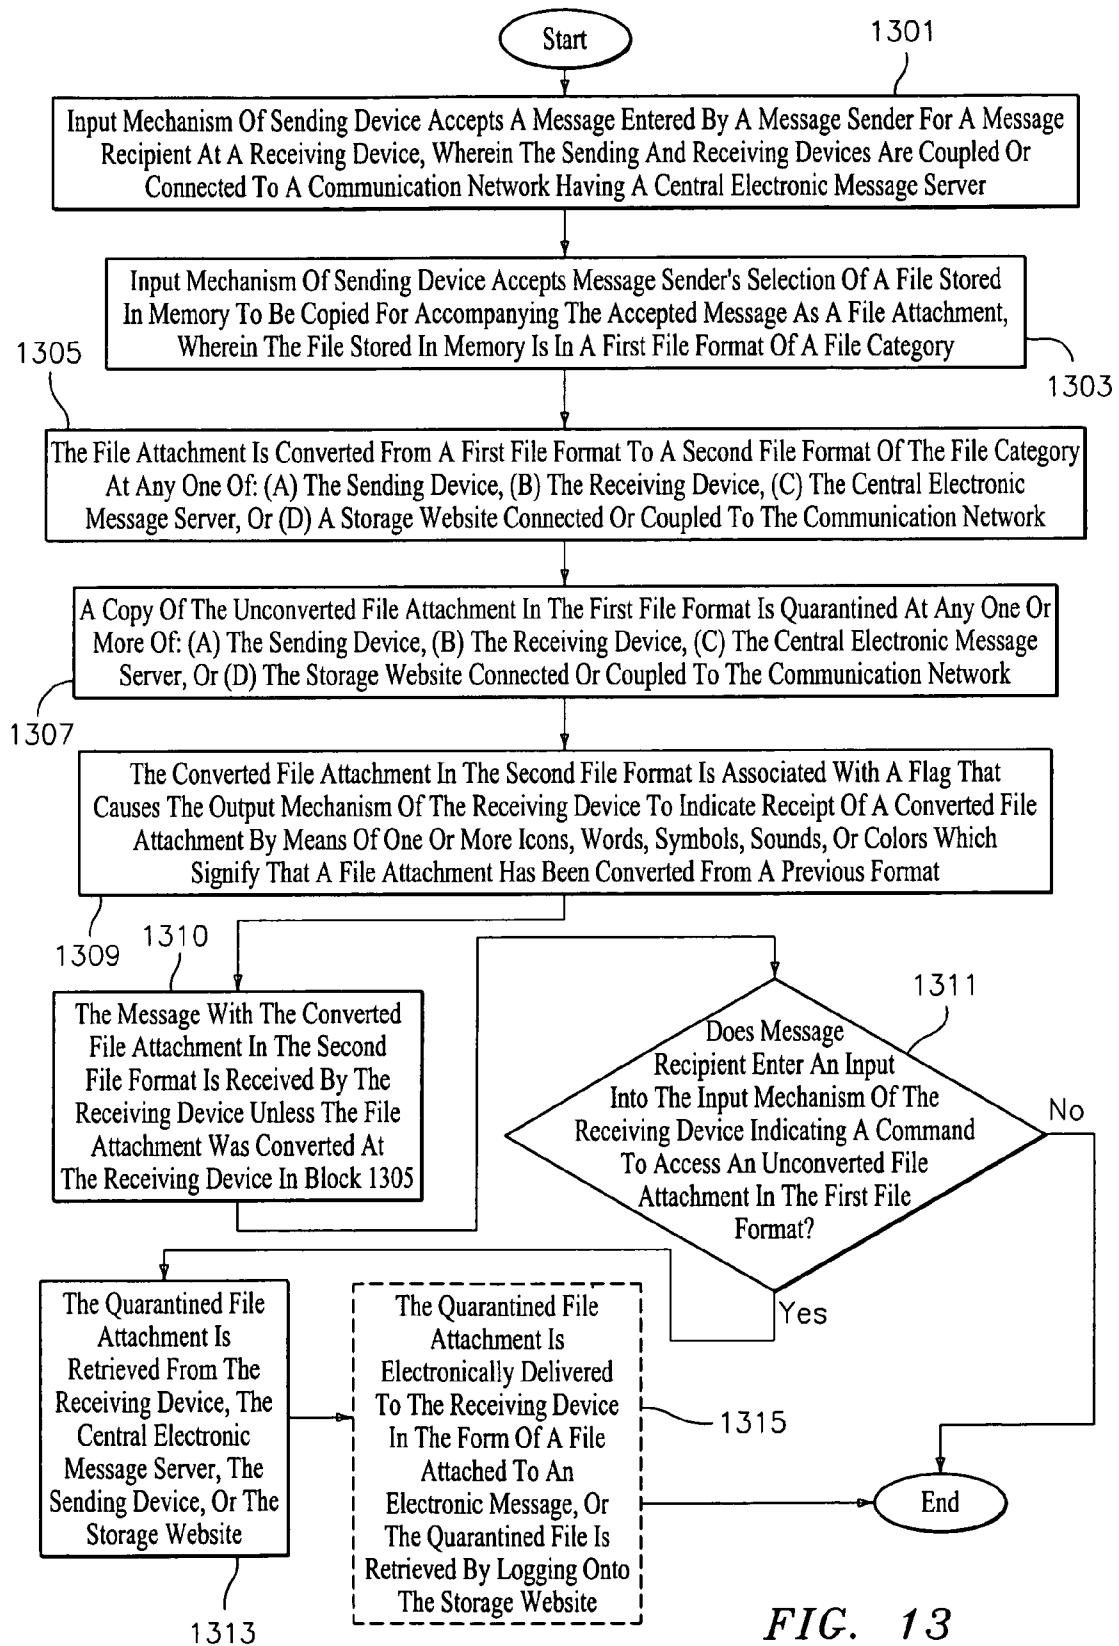 Start
1301
Input Mechanism Of Sending Device Accepts A Message Entered By A Message Sender For A Message
Recipient At A Receiving Device, Wherein The Sending And Receiving Devices Are Coupled Or
Connected To A Communication Network Having A Central Electronic Message Server
Input Mechanism Of Sending Device Accepts Message Sender's Selection Of A File Stored
In Memory To Be Copied For Accompanying The Accepted Message As A File Attachment,
Wherein The File Stored In Memory Is In A First File Format Of A File Category
1303
1305
The File Attachment Is Converted From A First File Format To A Second File Format Of The File Category
At Any One Of: (A) The Sending Device, (B) The Receiving Device, (C) The Central Electronic
Message Server, Or (D) A Storage Website Connected Or Coupled To The Communication Network
A Copy Of The Unconverted File Attachment In The First File Format Is Quarantined At Any One Or
More Of: (A) The Sending Device, (B) The Receiving Device, (C) The Central Electronic Message
Server, Or (D) The Storage Website Connected Or Coupled To The Communication Network
1307
The Converted File Attachment In The Second File Format Is Associated With A Flag That
Causes The Output Mechanism Of The Receiving Device To Indicate Receipt Of A Converted File
Attachment By Means Of One Or More Icons, Words, Symbols, Sounds, Or Colors Which
Signify That A File Attachment Has Been Converted From A Previous Format
1309
1310
The Message With The Converted
File Attachment In The Second
File Format Is Received By The
Receiving Device Unless The File
Attachment Was Converted At
The Receiving Device In Block 1305
1311
Does Message
Recipient Enter An Input
Into The Input Mechanism Of The
Receiving Device Indicating A Command
To Access An Unconverted File
Attachment In The First File
Format?
No
Yes
The Quarantined File
Attachment Is
Retrieved From The
Receiving Device, The
Central Electronic
Message Server, The
Sending Device, Or The
Storage Website
1313
The Quarantined File
Attachment Is
Electronically Delivered
To The Receiving Device
In The Form Of A File
Attached To An
Electronic Message, Or
The Quarantined File Is
Retrieved By Logging Onto
The Storage Website
1315
End
FIG. 13